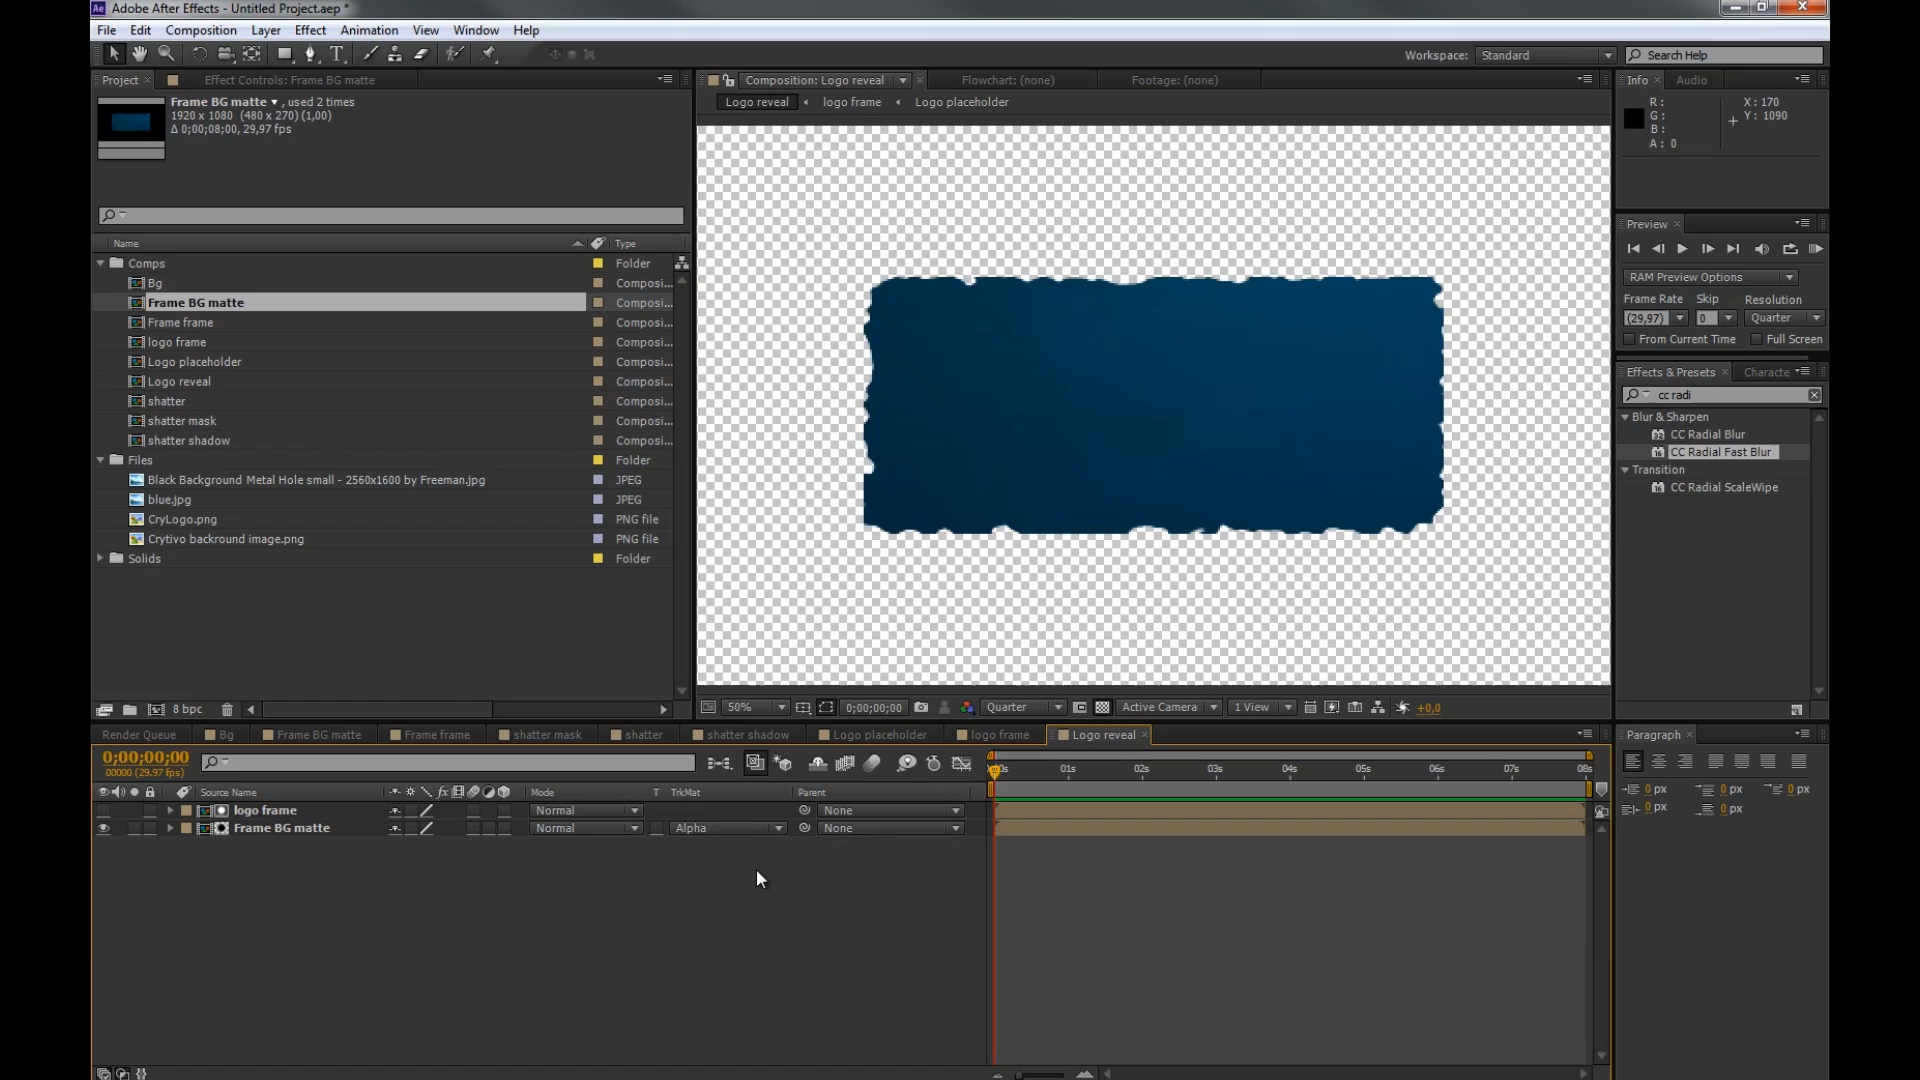 Adobe After Effects - Untitled Project.aep *
File Edit Composition Layer Effect Animation View Window Help
Workspace: Standard Search Help
Project Effect Controls: Frame BG matte
Composition: Logo reveal Flowchart: (none) Footage: (none)
Info Audio
Frame BG matte , used 2 times
1920 x 1080 (480 x 270) (1,00)
Δ 0;00;08;00, 29,97 fps
Logo reveal logo frame Logo placeholder
R :
G :
B :
A : 0
X : 170
Y : 1090
Name Type
Comps Folder
Bg Composi...
Frame BG matte Composi...
Frame frame Composi...
logo frame Composi...
Logo placeholder Composi...
Logo reveal Composi...
shatter Composi...
shatter mask Composi...
shatter shadow Composi...
Files Folder
Black Background Metal Hole small - 2560x1600 by Freeman.jpg JPEG
blue.jpg JPEG
CryLogo.png PNG file
Crytivo backround image.png PNG file
Solids Folder
8 bpc
Preview
RAM Preview Options
Frame Rate Skip Resolution
(29,97) 0 Quarter
From Current Time Full Screen
Effects & Presets Characte
cc radi
Blur & Sharpen
CC Radial Blur
CC Radial Fast Blur
Transition
CC Radial ScaleWipe
50% 0;00;00;00 Quarter Active Camera 1 View +0,0
Render Queue Bg Frame BG matte Frame frame shatter mask shatter shatter shadow Logo placeholder logo frame Logo reveal
0;00;00;00
00000 (29.97 fps)
01s 02s 03s 04s 05s 06s 07s 08s
Source Name Mode T TrkMat Parent
logo frame Normal None
Frame BG matte Normal Alpha None
Paragraph
0 px 0 px 0 px
0 px 0 px